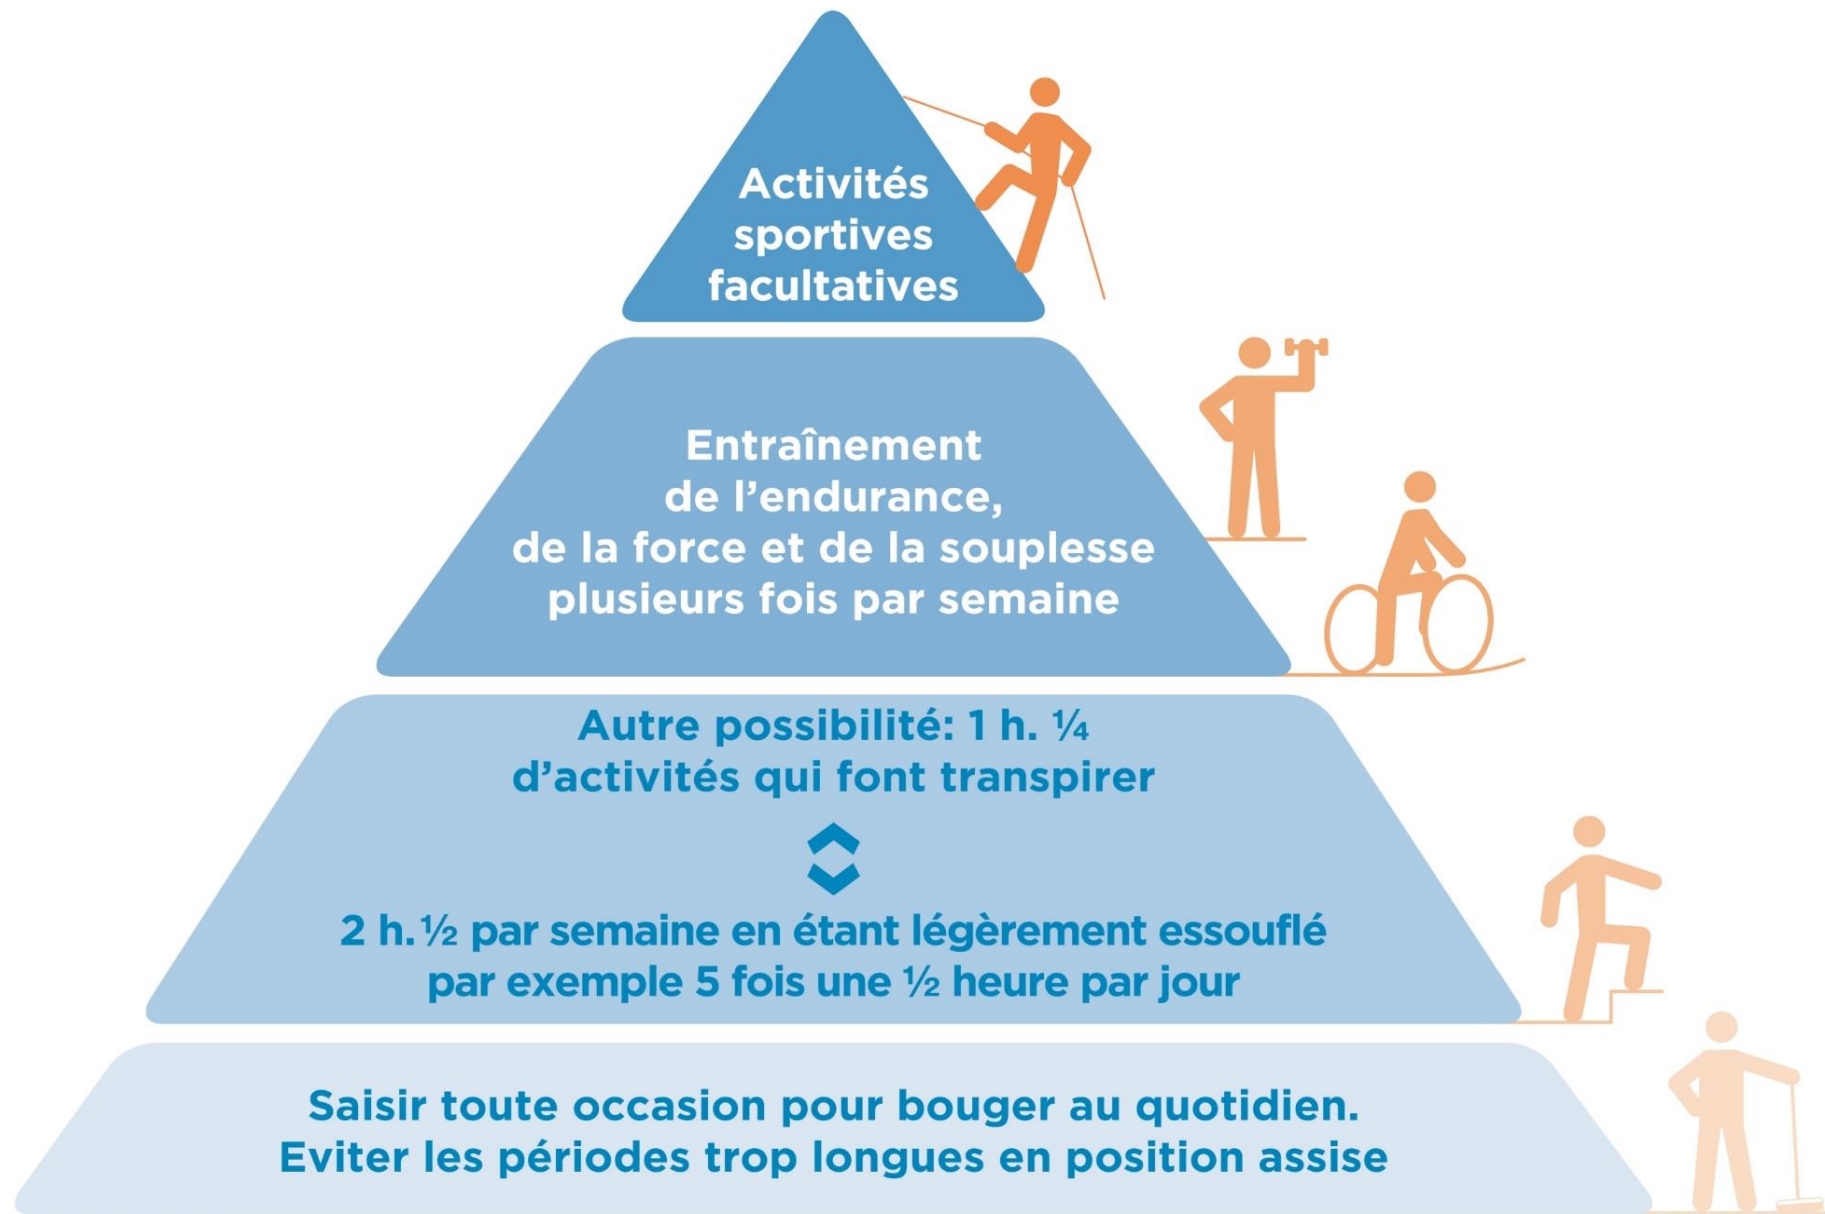 Activités
sportives
facultatives
Entraînement
de l’endurance,
de la force et de la souplesse
plusieurs fois par semaine
Autre possibilité: 1 h. ¼
d’activités qui font transpirer
2 h. ½ par semaine en étant légèrement essouflé
par exemple 5 fois une ½ heure par jour
Saisir toute occasion pour bouger au quotidien.
Eviter les périodes trop longues en position assise